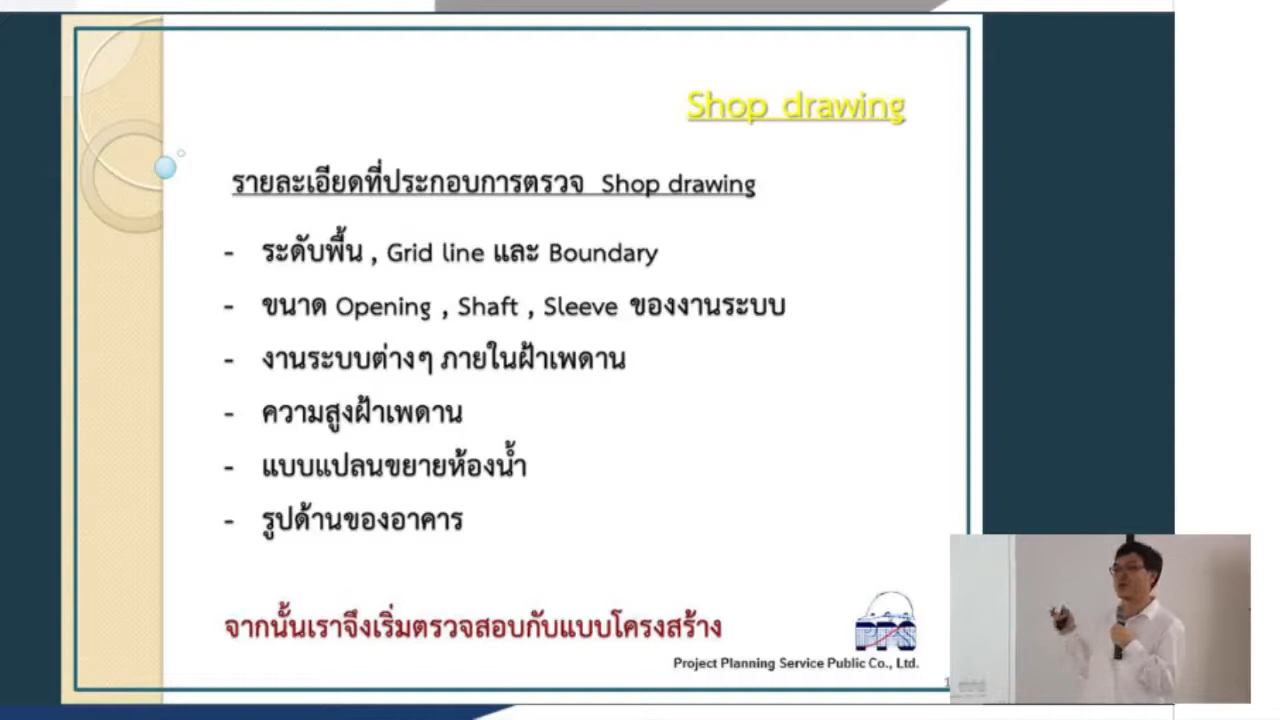 Shop drawing
รายละเอียดที่ประกอบการตรวจ Shop drawing
- ระดับพื้น , Grid line และ Boundary
- ขนาด Opening , Shaft , Sleeve ของงานระบบ
- งานระบบต่างๆ ภายในฝ้าเพดาน
- ความสูงฝ้าเพดาน
- แบบแปลนขยายห้องน้ำ
- รูปด้านของอาคาร
จากนั้นเราจึงเริ่มตรวจสอบกับแบบโครงสร้าง
PPS
Project Planning Service Public Co., Ltd.